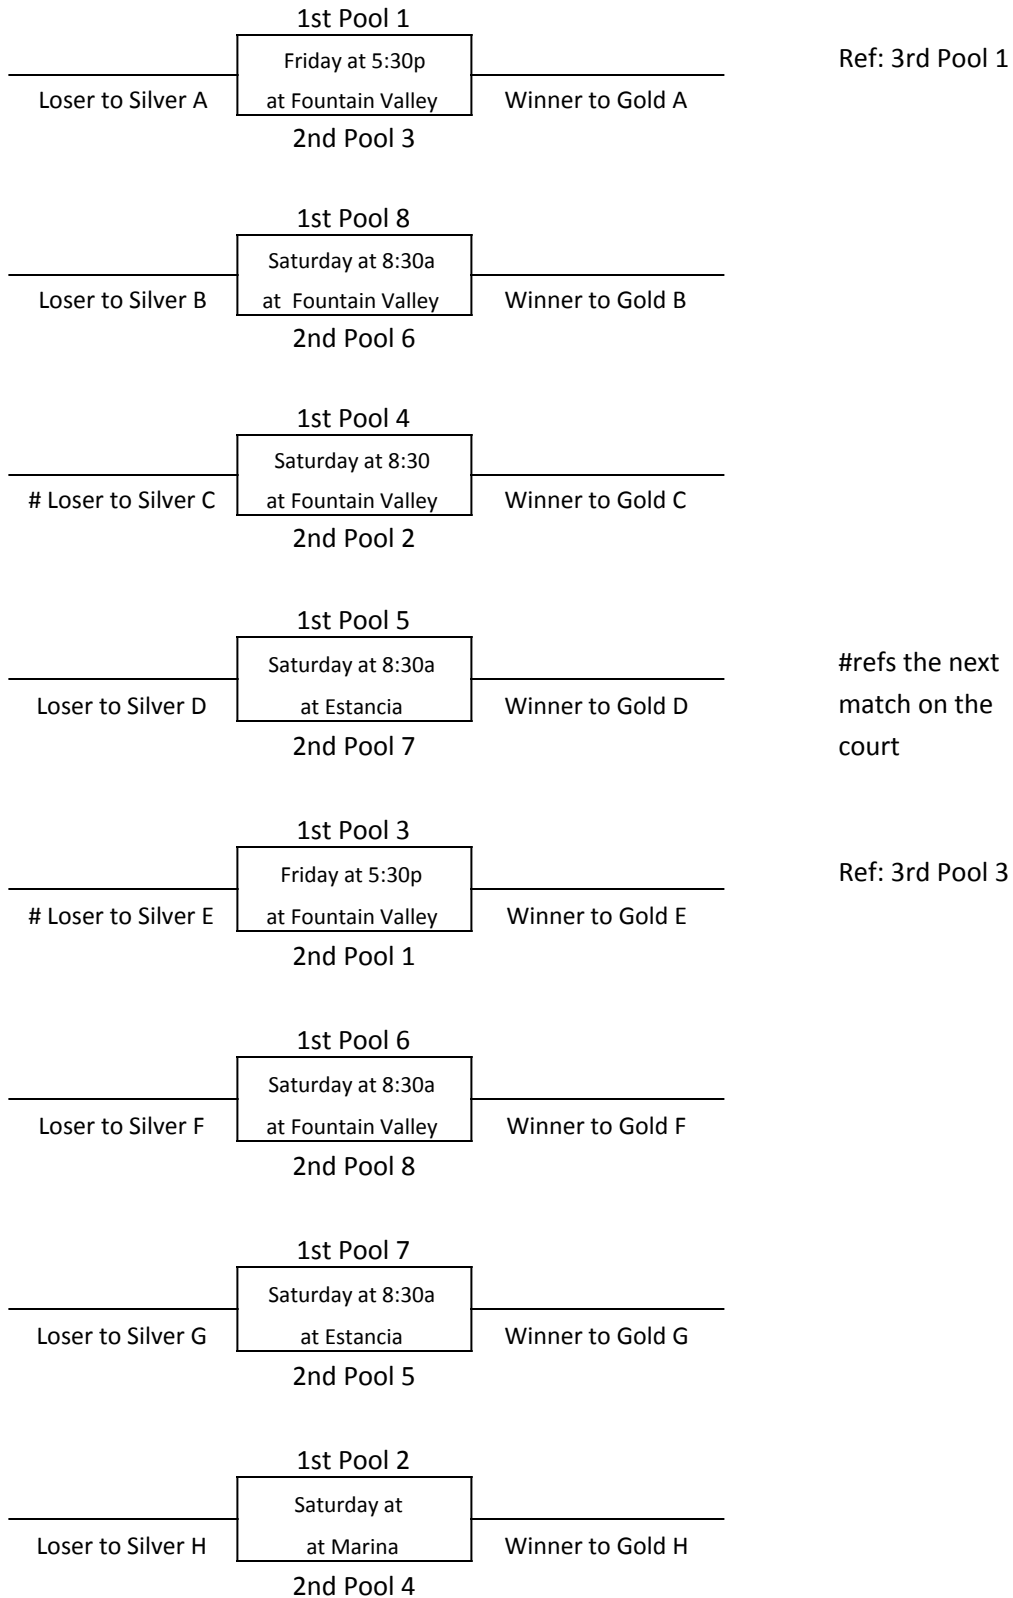 1st Pool 1
Friday at 5:30p
Ref: 3rd Pool 1
Loser to Silver A
at Fountain Valley
Winner to Gold A
2nd Pool 3
1st Pool 8
Saturday at 8:30a
Loser to Silver B
at Fountain Valley
Winner to Gold B
2nd Pool 6
1st Pool 4
Saturday at 8:30
# Loser to Silver C
at Fountain Valley
Winner to Gold C
2nd Pool 2
1st Pool 5
Saturday at 8:30a
Loser to Silver D
at Estancia
Winner to Gold D
2nd Pool 7
#refs the next
match on the
court
1st Pool 3
Friday at 5:30p
Ref: 3rd Pool 3
# Loser to Silver E
at Fountain Valley
Winner to Gold E
2nd Pool 1
1st Pool 6
Saturday at 8:30a
Loser to Silver F
at Fountain Valley
Winner to Gold F
2nd Pool 8
1st Pool 7
Saturday at 8:30a
Loser to Silver G
at Estancia
Winner to Gold G
2nd Pool 5
1st Pool 2
Saturday at
Loser to Silver H
at Marina
Winner to Gold H
2nd Pool 4